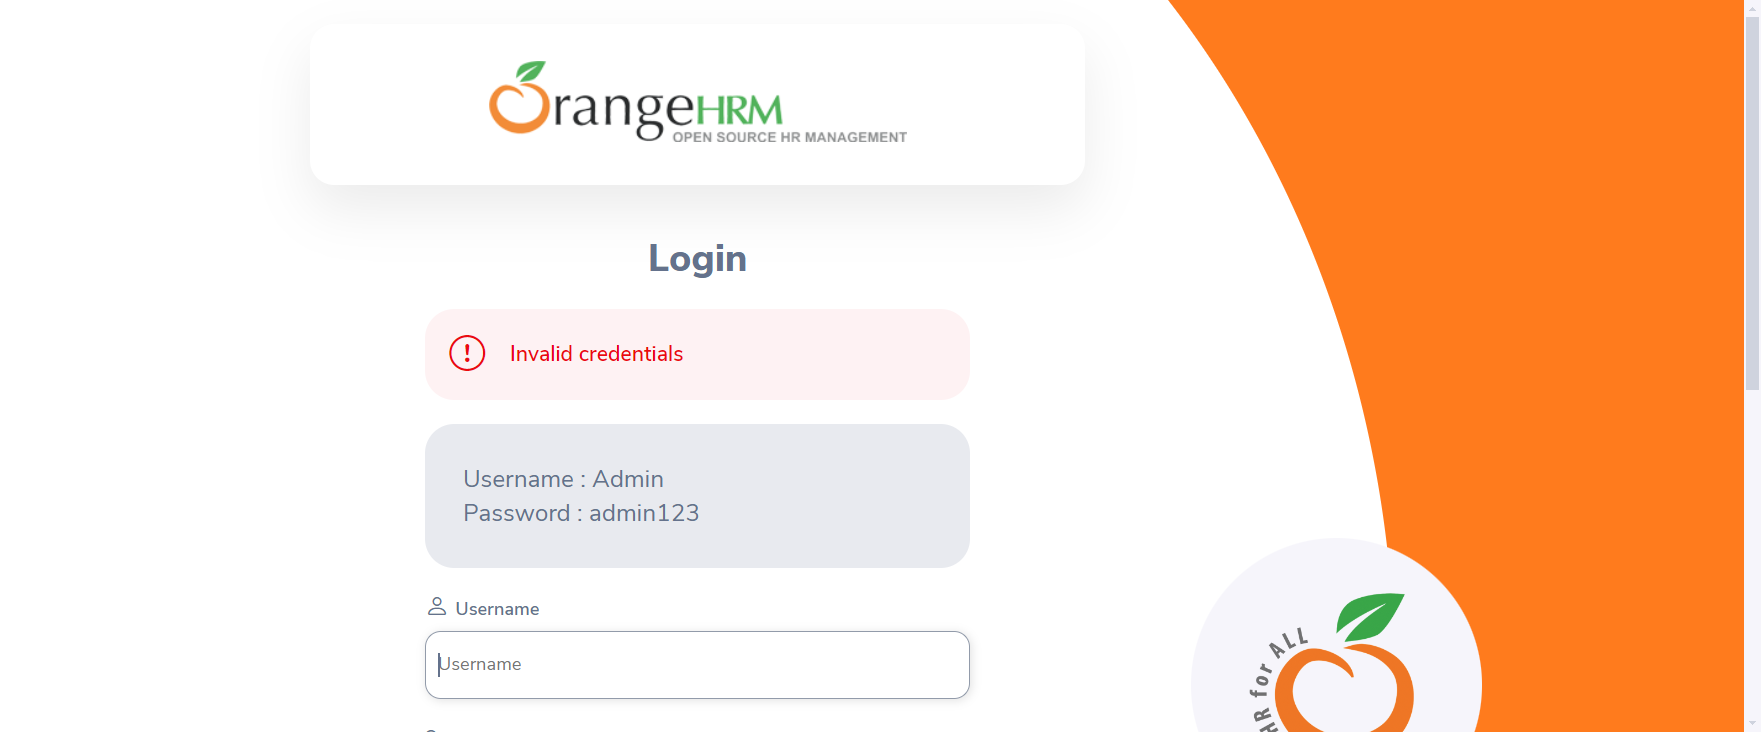 OrangeHRM
OPEN SOURCE HR MANAGEMENT
Login
! Invalid credentials
Username : Admin
Password : admin123
Username
Username
HR for ALL